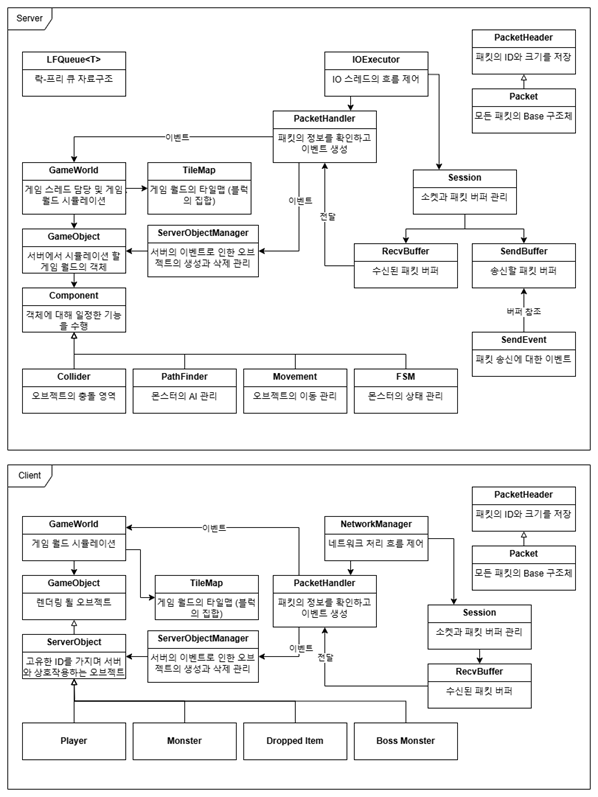 Server
LFQueue<T>
락-프리 큐 자료구조
IOExecutor
IO 스레드의 흐름 제어
PacketHeader
패킷의 ID와 크기를 저장
Packet
모든 패킷의 Base 구조체
PacketHandler
패킷의 정보를 확인하고
이벤트 생성
이벤트
GameWorld
게임 스레드 담당 및 게임
월드 시뮬레이션
TileMap
게임 월드의 타일맵 (블럭
의 집합)
이벤트
전달
Session
소켓과 패킷 버퍼 관리
GameObject
서버에서 시뮬레이션 할
게임 월드의 객체
ServerObjectManager
서버의 이벤트로 인한 오브
젝트의 생성과 삭제 관리
RecvBuffer
수신된 패킷 버퍼
SendBuffer
송신할 패킷 버퍼
Component
객체에 대해 일정한 기능
을 수행
버퍼 참조
SendEvent
패킷 송신에 대한 이벤트
Collider
오브젝트의 충돌 영역
PathFinder
몬스터의 AI 관리
Movement
오브젝트의 이동 관리
FSM
몬스터의 상태 관리
Client
GameWorld
게임 월드 시뮬레이션
이벤트
NetworkManager
네트워크 처리 흐름 제어
PacketHeader
패킷의 ID와 크기를 저장
Packet
모든 패킷의 Base 구조체
GameObject
렌더링 될 오브젝트
TileMap
게임 월드의 타일맵 (블럭
의 집합)
PacketHandler
패킷의 정보를 확인하고
이벤트 생성
Session
소켓과 패킷 버퍼 관리
ServerObject
고유한 ID를 가지며 서버
와 상호작용하는 오브젝트
ServerObjectManager
서버의 이벤트로 인한 오브
젝트의 생성과 삭제 관리
이벤트
전달
RecvBuffer
수신된 패킷 버퍼
Player
Monster
Dropped Item
Boss Monster